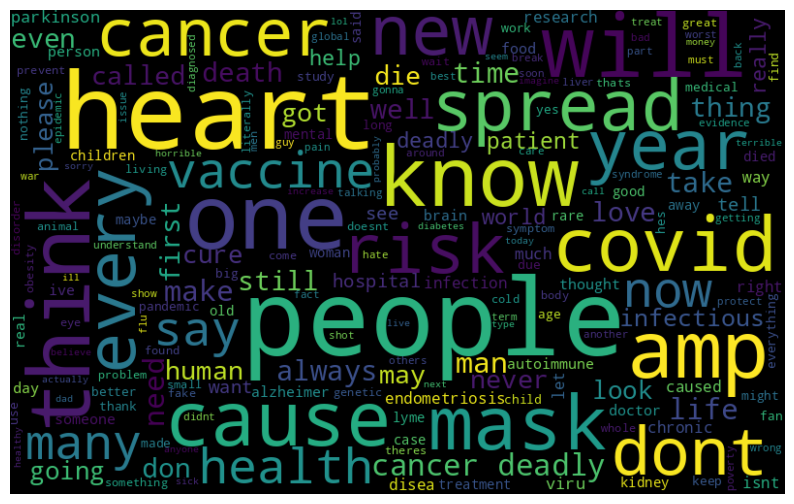 parkinson
cancer
lol
global
new
said
will
work
research
treat
great
bad
worst
money
must
even
person
diagnosed
help
food
wait
part
back
really
find
called
death
die
time
study
best
break
soon
liver
thats
medical
prevent
gonna
seem
imagine
nothing
epidemic
please
issue
literally
men
heart
got
well
mental
long
deadly
spread
patient
yes
evidence
thing
year
died
children
horrible
guy
pain
probably
around
care
syndrome
terrible
war
sorry
living
vaccine
know
call
good
take
way
think
every
animal
maybe
talking
doesnt
see
brain
rare
love
away
tell
hes
getting
disorder
obesity
understand
first
one
diabetes
symptom
today
world
covid
cure
increase
come
woman
risk
much
due
ill
ive
big
hate
still
hospital
infection
thought
right
real
eye
show
believe
make
pandemic
fact
cold
body
now
protect
everything
flu
old
shot
live
term
type
age
another
infectious
problem
found
say
people
amp
actually
small
human
always
may
man
autoimmune
never
let
caused
might
day
dad
better
need
fake
want
alzheimer
genetic
others
next
endometriosis
child
look
doctor
life
fan
use
thank
someone
cause
didnt
lyme
mask
whole
chronic
wrong
healthy
many
made
anyone
don
health
case
theres
dont
going
something
sick
cancer deadly
disea
treatment
viru
kidney
poverty
keep
isnt